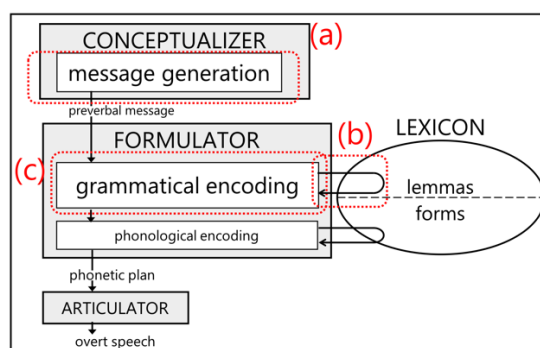 CONCEPTUALIZER
(a)
message generation
preverbal message
FORMULATOR
(b)
LEXICON
(c)
grammatical encoding
lemmas
forms
phonological encoding
phonetic plan
ARTICULATOR
overt speech